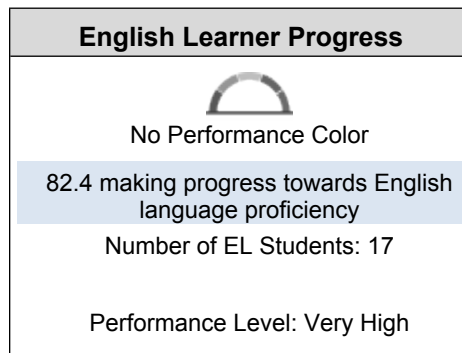 English Learner Progress
No Performance Color
82.4 making progress towards English
language proficiency
Number of EL Students: 17
Performance Level: Very High